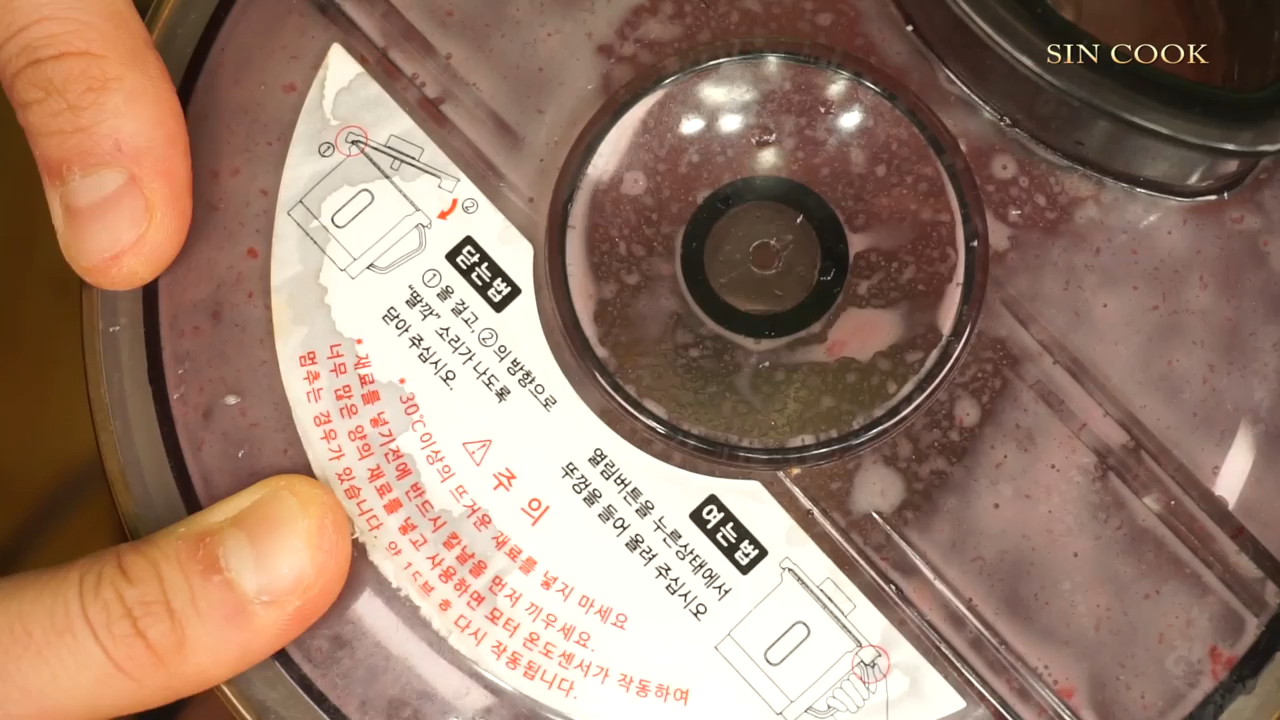 SIN COOK
①
②
닫는법
①을 걸고, ②의 방향으로
"딸깍" 소리가 나도록
닫아 주십시오.
여는법
열림버튼을 누른상태에서
뚜껑을 들어 올려 주십시오
⚠ 주 의
* 30℃이상의 뜨거운 재료를 넣지 마세요
* 재료를 넣기전에 반드시 칼날을 먼저 끼우세요.
너무 많은 양의 재료를 넣고 사용하면 모터 온도센서가 작동하여
멈추는 경우가 있습니다. 약 15분 후 다시 작동됩니다.